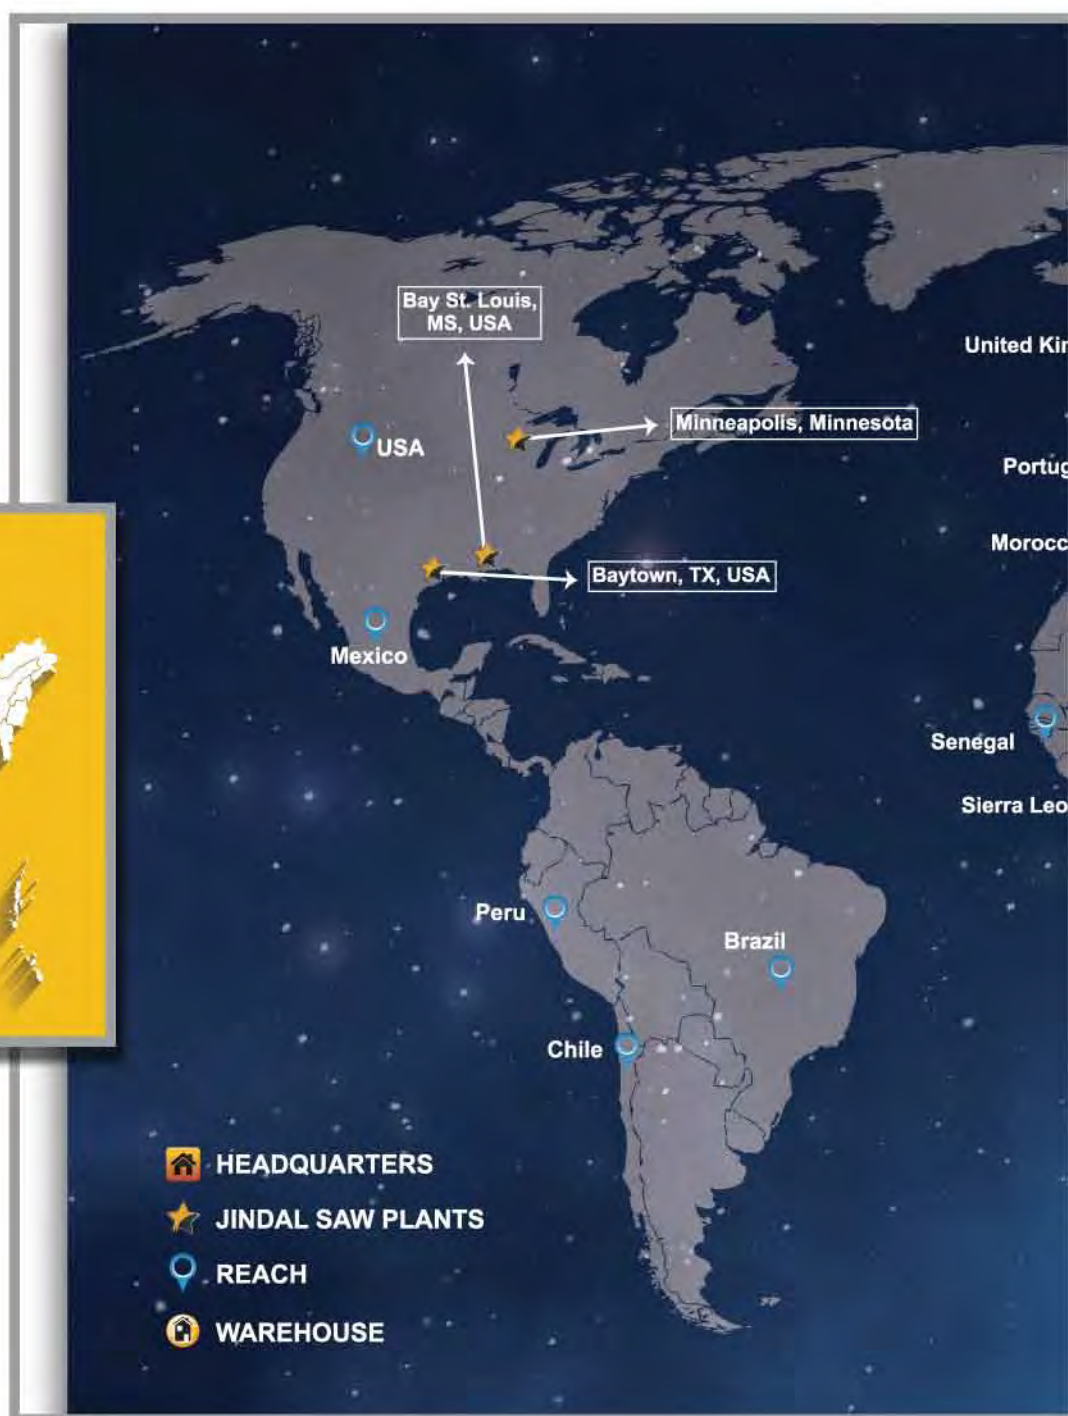 Bay St. Louis,
MS, USA
United Kin
Minneapolis, Minnesota
USA
Portug
Morocc
Baytown, TX, USA
Mexico
Senegal
Sierra Leo
Peru
Brazil
Chile
HEADQUARTERS
JINDAL SAW PLANTS
REACH
WAREHOUSE